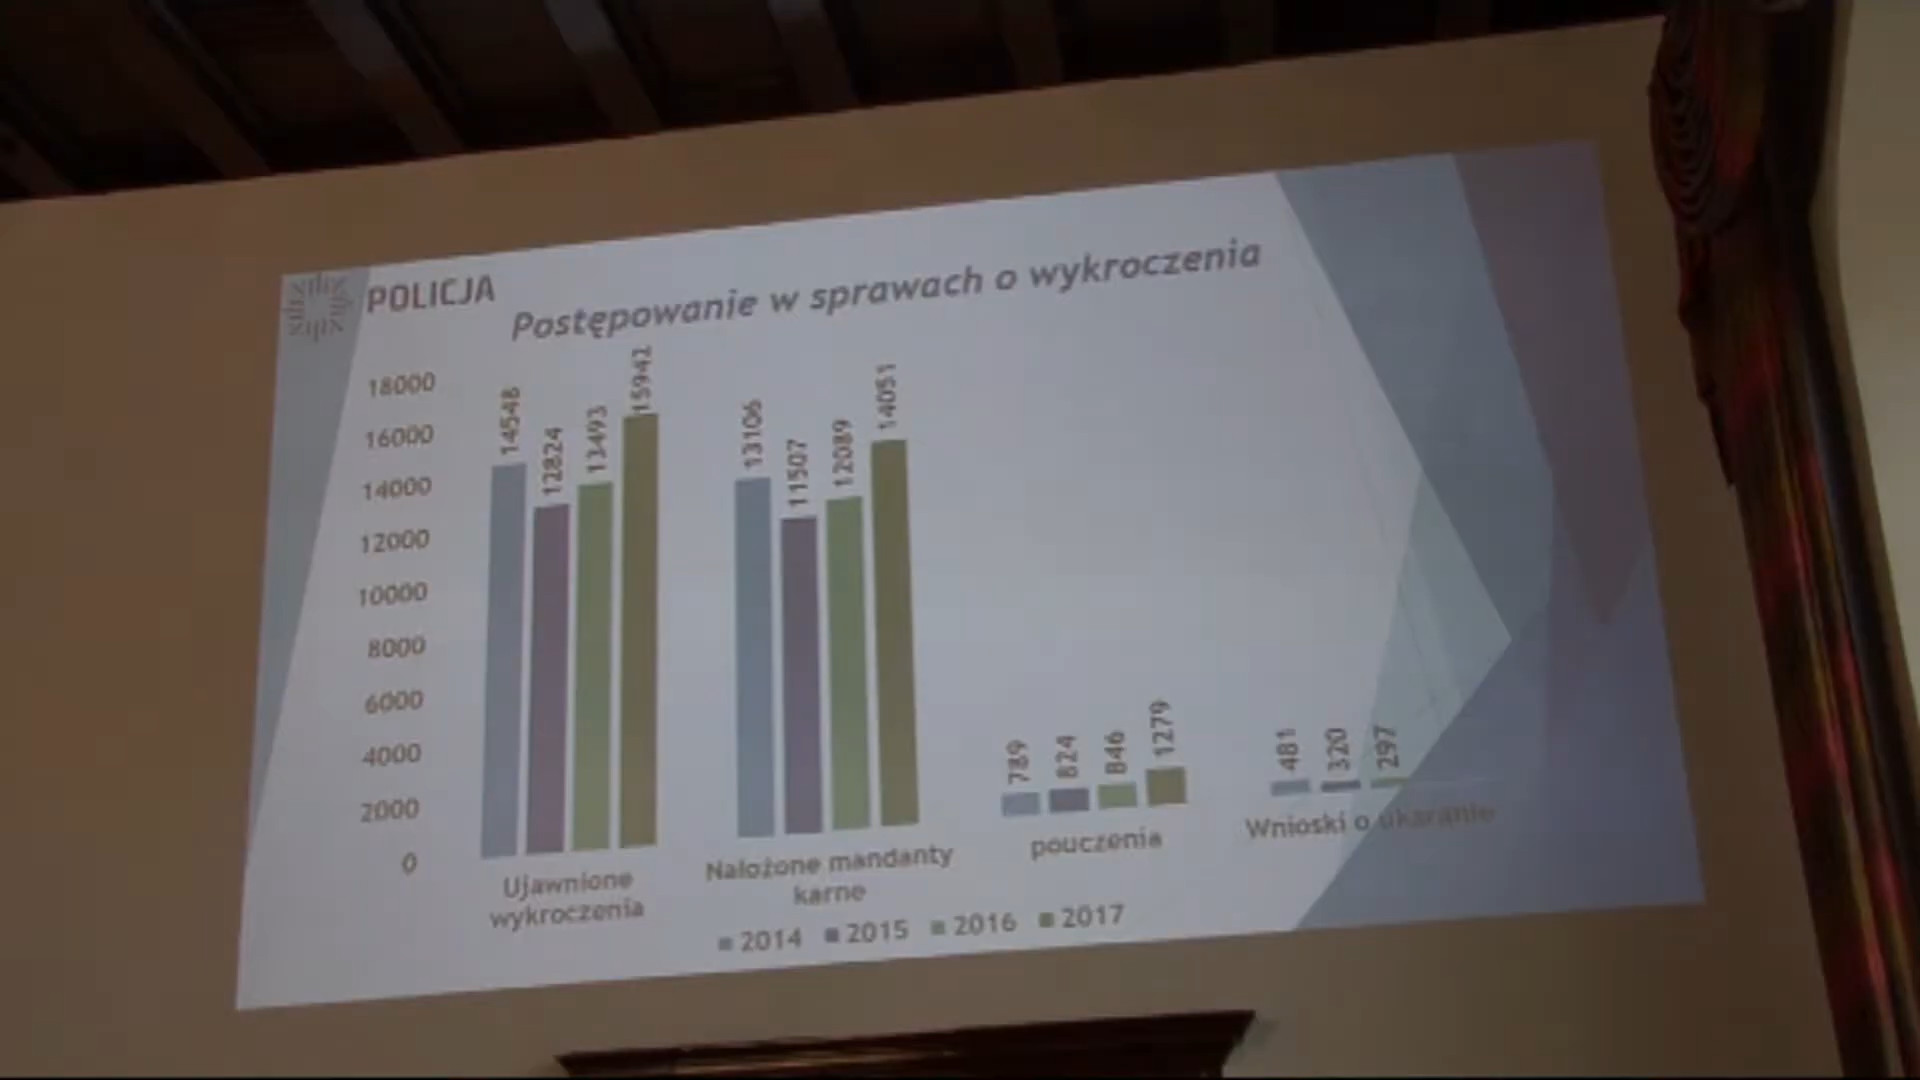 POLICJA
Postępowanie w sprawach o wykroczenia
18000
16000
14000
12000
10000
8000
6000
4000
2000
0
14548
12824
13493
15942
13106
11507
12089
14051
789
824
846
1279
481
320
297
Ujawnione
wykroczenia
Nałożone mandanty
karne
pouczenia
Wnioski o ukaranie
2014 2015 2016 2017